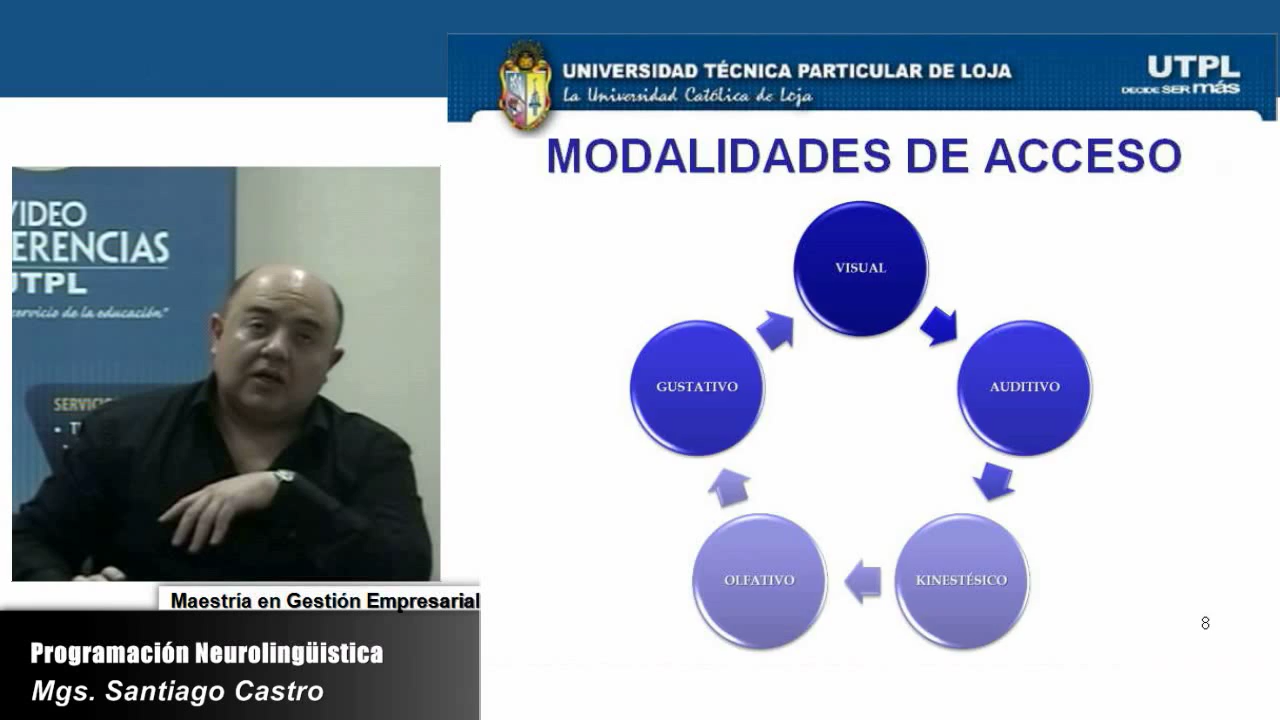 UNIVERSIDAD TÉCNICA PARTICULAR DE LOJA
La Universidad Católica de Loja
UTPL
DECIDE SER más
MODALIDADES DE ACCESO
VISUAL
AUDITIVO
KINESTÉSICO
OLFATIVO
GUSTATIVO
8
VIDEO
ERENCIAS
UTPL
servicio de la educación"
SERVICIO
Maestría en Gestión Empresarial
Programación Neurolingüistica
Mgs. Santiago Castro